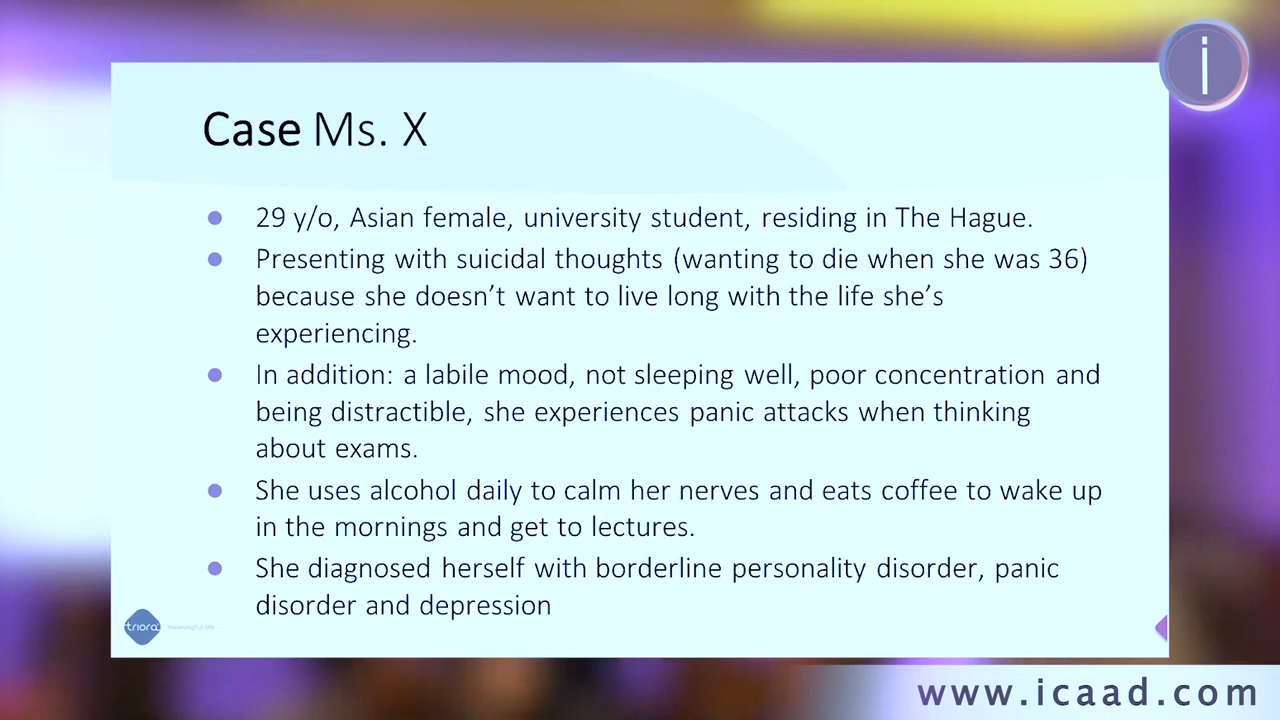 i
Case Ms. X
29 y/o, Asian female, university student, residing in The Hague.
Presenting with suicidal thoughts (wanting to die when she was 36)
because she doesn’t want to live long with the life she’s
experiencing.
In addition: a labile mood, not sleeping well, poor concentration and
being distractible, she experiences panic attacks when thinking
about exams.
She uses alcohol daily to calm her nerves and eats coffee to wake up
in the mornings and get to lectures.
She diagnosed herself with borderline personality disorder, panic
disorder and depression
triora meaningful life
www.icaad.com